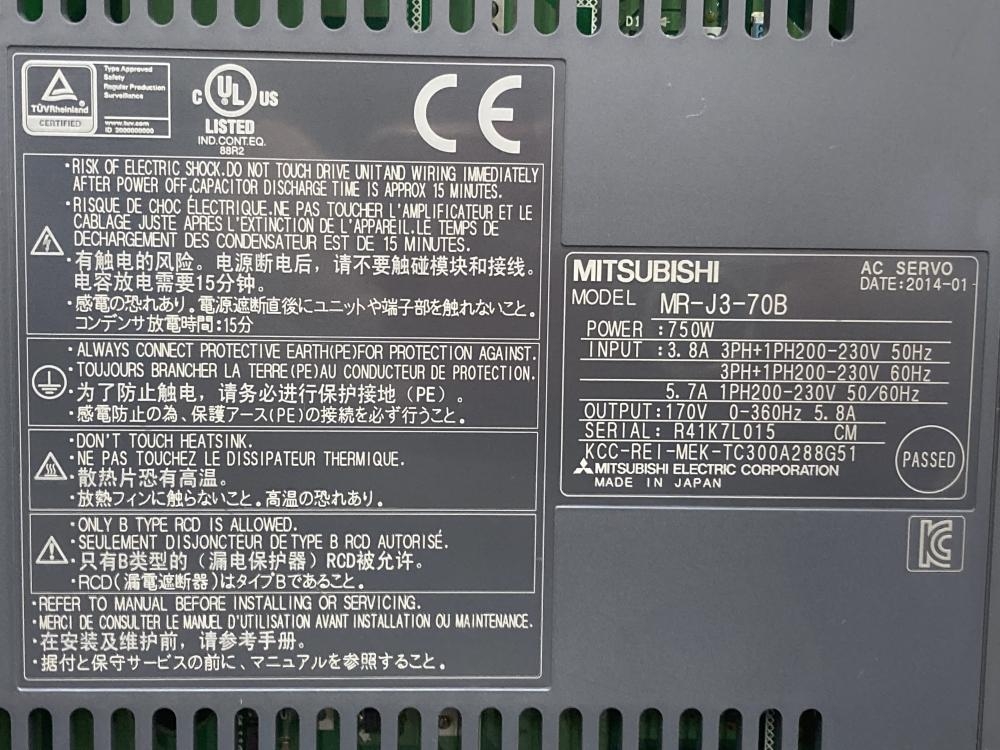 D1
TÜVRheinland
CERTIFIED
Type Approved
Safety
Regular Production
Surveillance
www.tuv.com
ID 2000000000
C UL US
LISTED
IND.CONT.EQ.
88R2
CE
・RISK OF ELECTRIC SHOCK.DO NOT TOUCH DRIVE UNIT AND WIRING IMMEDIATELY
AFTER POWER OFF.CAPACITOR DISCHARGE TIME IS APPROX 15 MINUTES.
・RISQUE DE CHOC ÉLECTRIQUE.NE PAS TOUCHER L'AMPLIFICATEUR ET LE
CABLAGE JUSTE APRÈS L'EXTINCTION DE L'APPAREIL.LE TEMPS DE
DECHARGEMENT DES CONDENSATEUR EST DE 15 MINUTES.
・有触电的风险。电源断电后，请不要触碰模块和接线。
电容放电需要15分钟。
・感電の恐れあり。電源遮断直後にユニットや端子部を触れないこと。
コンデンサ放電時間:15分
・ALWAYS CONNECT PROTECTIVE EARTH(PE)FOR PROTECTION AGAINST.
・TOUJOURS BRANCHER LA TERRE(PE)AU CONDUCTEUR DE PROTECTION.
・为了防止触电，请务必进行保护接地（PE）。
・感電防止の為、保護アース(PE)の接続を必ず行うこと。
・DON'T TOUCH HEATSINK.
・NE PAS TOUCHEZ LE DISSIPATEUR THERMIQUE.
・散热片恐有高温。
・放熱フィンに触らないこと。高温の恐れあり。
・ONLY B TYPE RCD IS ALLOWED.
・SEULEMENT DISJONCTEUR DE TYPE B RCD AUTORISÉ.
・只有B类型的（漏电保护器）RCD被允许。
・RCD(漏電遮断器)はタイプBであること。
・REFER TO MANUAL BEFORE INSTALLING OR SERVICING.
・MERCI DE CONSULTER LE MANUEL D'UTILISATION AVANT INSTALLATION OU MAINTENANCE.
・在安装及维护前，请参考手册。
・据付と保守サービスの前に、マニュアルを参照すること。
MITSUBISHI
AC SERVO
DATE:2014-01
MODEL MR-J3-70B
POWER :750W
INPUT :3.8A 3PH+1PH200-230V 50Hz
3PH+1PH200-230V 60Hz
5.7A 1PH200-230V 50/60Hz
OUTPUT:170V 0-360Hz 5.8A
SERIAL: R41K7L015 CM
KCC-REI-MEK-TC300A288G51
MITSUBISHI ELECTRIC CORPORATION
MADE IN JAPAN
PASSED
KC